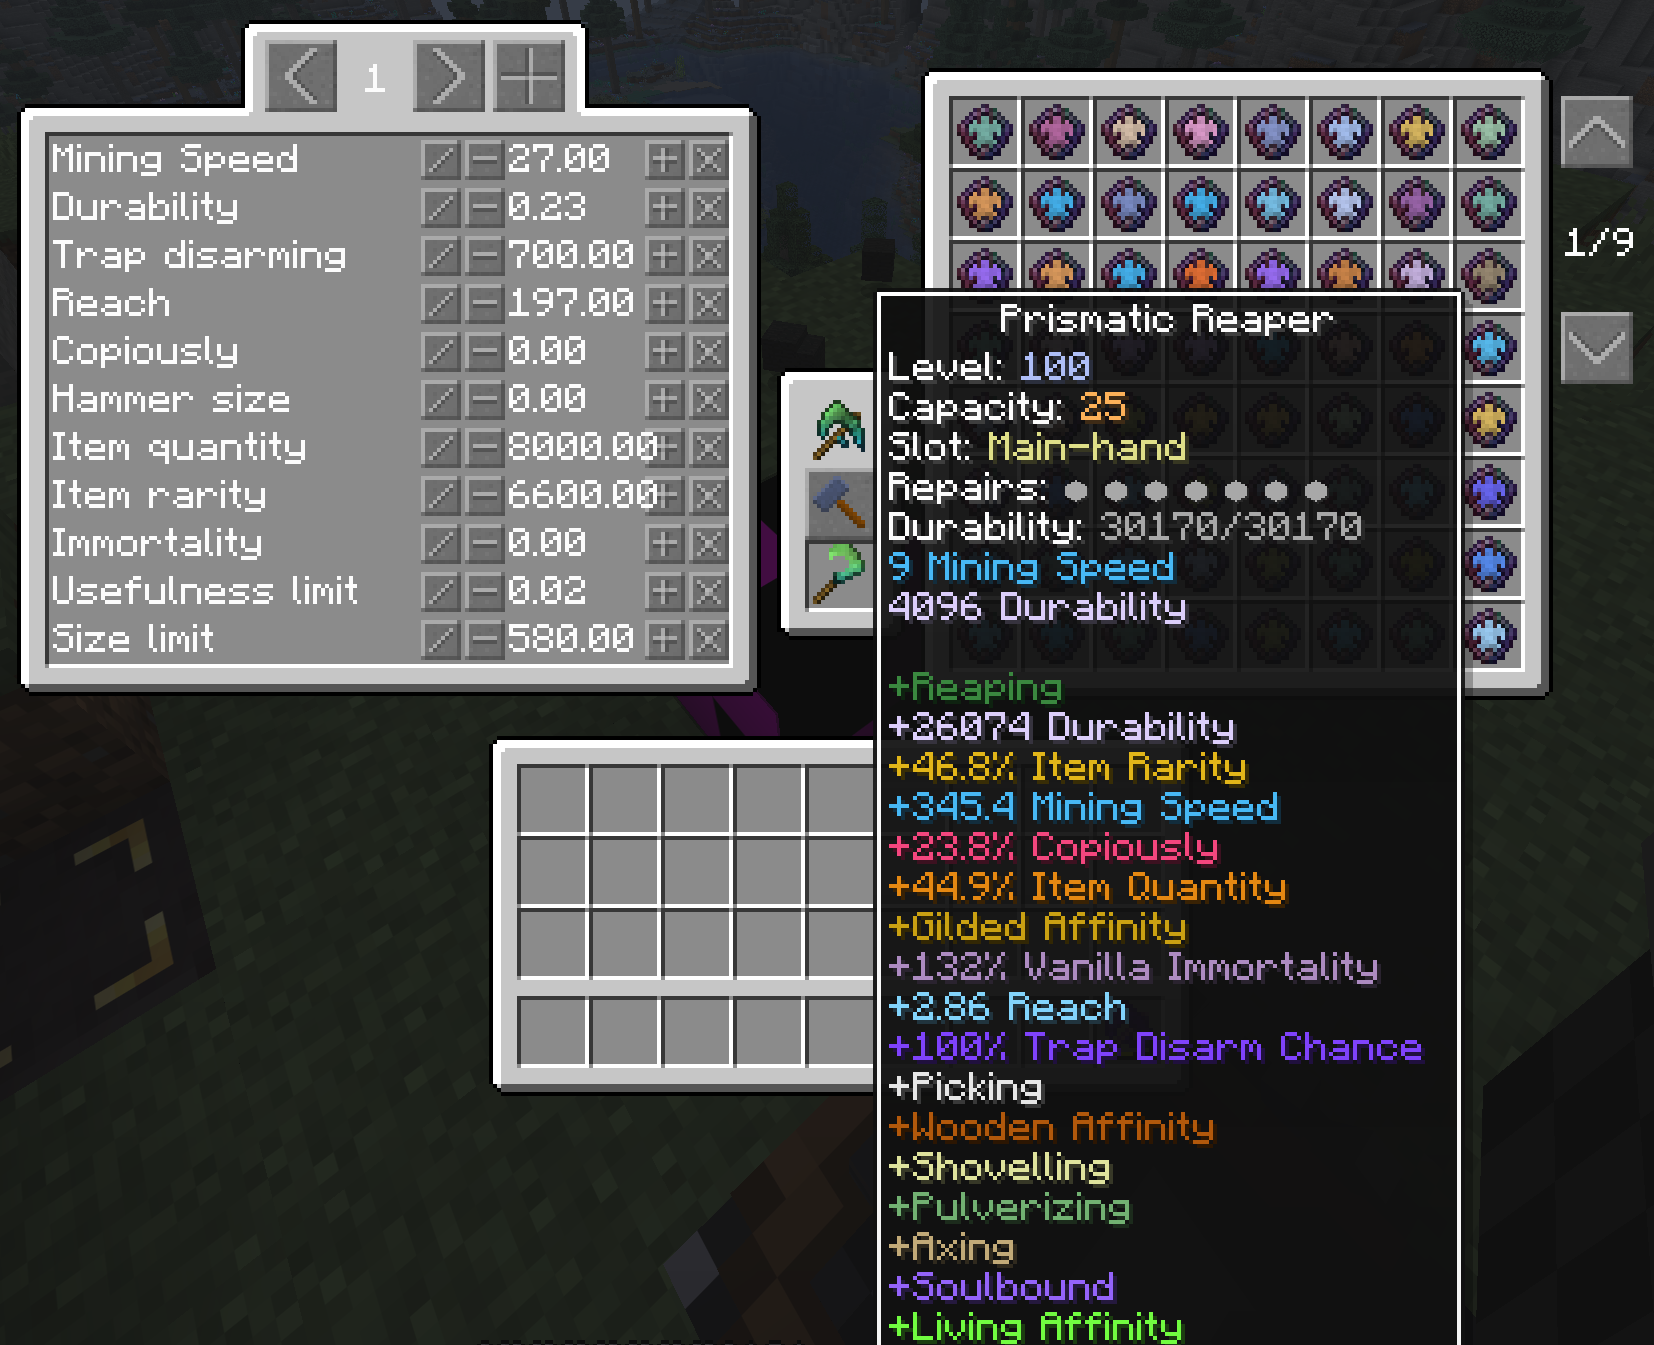 1
Mining Speed 27.00
Durability 0.23
Trap disarming 700.00
Reach 197.00
Copiously 0.00
Hammer size 0.00
Item quantity 8000.00
Item rarity 6600.00
Immortality 0.00
Usefulness limit 0.02
Size limit 580.00
1/9
Prismatic Reaper
Level: 100
Capacity: 25
Slot: Main-hand
Repairs:
Durability: 30170/30170
9 Mining Speed
4096 Durability
+Reaping
+26074 Durability
+46.8% Item Rarity
+345.4 Mining Speed
+23.8% Copiously
+44.9% Item Quantity
+Gilded Affinity
+132% Vanilla Immortality
+2.86 Reach
+100% Trap Disarm Chance
+Picking
+Wooden Affinity
+Shovelling
+Pulverizing
+Axing
+Soulbound
+Living Affinity